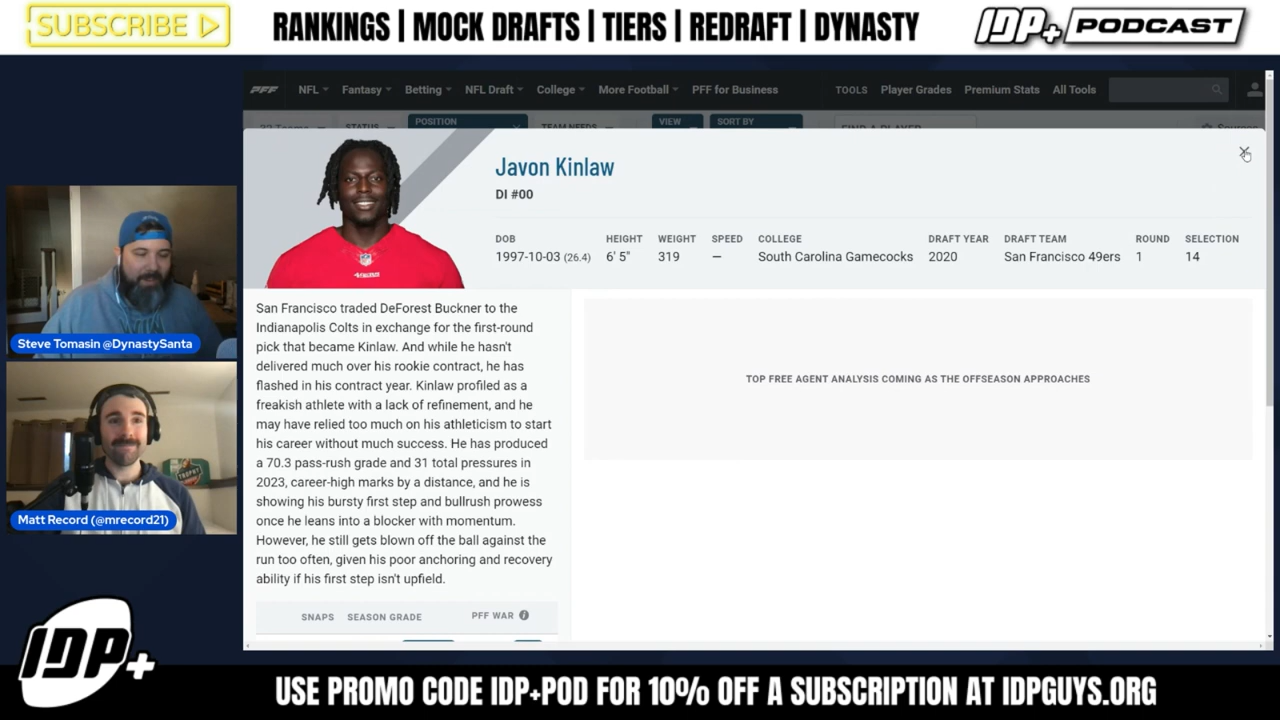 SUBSCRIBE
RANKINGS | MOCK DRAFTS | TIERS | REDRAFT | DYNASTY
IDP+ PODCAST
PFF NFL Fantasy Betting NFL Draft College More Football PFF for Business TOOLS Player Grades Premium Stats All Tools
STATUS POSITION TEAM NEEDS VIEW SORT BY FIND A PLAYER
Javon Kinlaw
DI #00
DOB HEIGHT WEIGHT SPEED COLLEGE DRAFT YEAR DRAFT TEAM ROUND SELECTION
1997-10-03 (26.4) 6' 5" 319 — South Carolina Gamecocks 2020 San Francisco 49ers 1 14
San Francisco traded DeForest Buckner to the
Indianapolis Colts in exchange for the first-round
pick that became Kinlaw. And while he hasn't
delivered much over his rookie contract, he has
flashed in his contract year. Kinlaw profiled as a
freakish athlete with a lack of refinement, and he
may have relied too much on his athleticism to start
his career without much success. He has produced
a 70.3 pass-rush grade and 31 total pressures in
2023, career-high marks by a distance, and he is
showing his bursty first step and bullrush prowess
once he leans into a blocker with momentum.
However, he still gets blown off the ball against the
run too often, given his poor anchoring and recovery
ability if his first step isn't upfield.
SNAPS SEASON GRADE PFF WAR
TOP FREE AGENT ANALYSIS COMING AS THE OFFSEASON APPROACHES
Steve Tomasin @DynastySanta
Matt Record (@mrecord21)
IDP+
USE PROMO CODE IDP+POD FOR 10% OFF A SUBSCRIPTION AT IDPGUYS.ORG